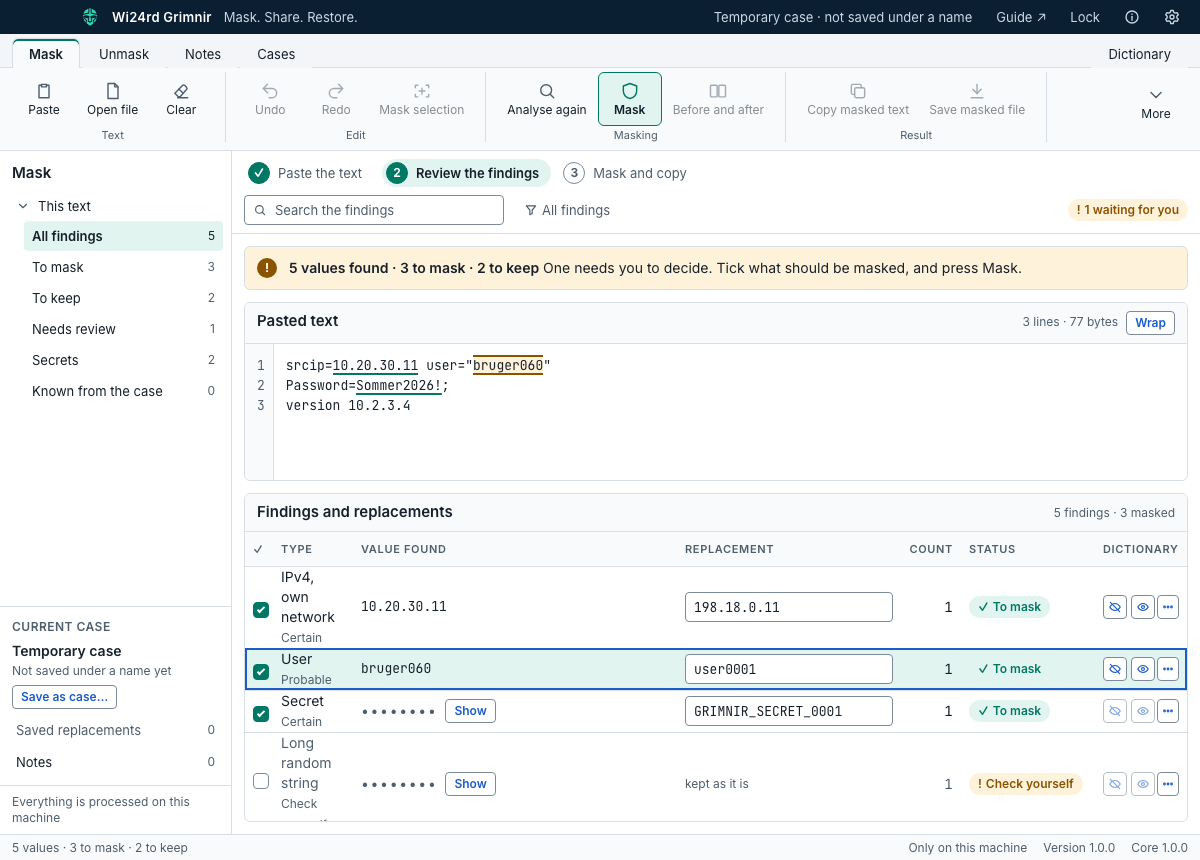 Wi24rd Grimnir Mask. Share. Restore. Temporary case · not saved under a name Guide ↗ Lock
Mask Unmask Notes Cases Dictionary
Paste Open file Clear Undo Redo Mask selection Analyse again Mask Before and after Copy masked text Save masked file More
Text Edit Masking Result
Mask
This text
All findings 5
To mask 3
To keep 2
Needs review 1
Secrets 2
Known from the case 0
CURRENT CASE
Temporary case
Not saved under a name yet
Save as case…
Saved replacements 0
Notes 0
Everything is processed on this
machine
Paste the text 2 Review the findings 3 Mask and copy
Search the findings All findings ! 1 waiting for you
! 5 values found · 3 to mask · 2 to keep One needs you to decide. Tick what should be masked, and press Mask.
Pasted text 3 lines · 77 bytes Wrap
1 srcip=10.20.30.11 user="bruger060"
2 Password=Sommer2026!;
3 version 10.2.3.4
Findings and replacements 5 findings · 3 masked
✓ TYPE VALUE FOUND REPLACEMENT COUNT STATUS DICTIONARY
IPv4,
own
network
Certain
10.20.30.11 198.18.0.11 1 ✓ To mask
User
Probable
bruger060 user0001 1 ✓ To mask
Secret
Certain
•••••••• Show GRIMNIR_SECRET_0001 1 ✓ To mask
Long
random
string
Check
•••••••• Show kept as it is 1 ! Check yourself
5 values · 3 to mask · 2 to keep Only on this machine Version 1.0.0 Core 1.0.0